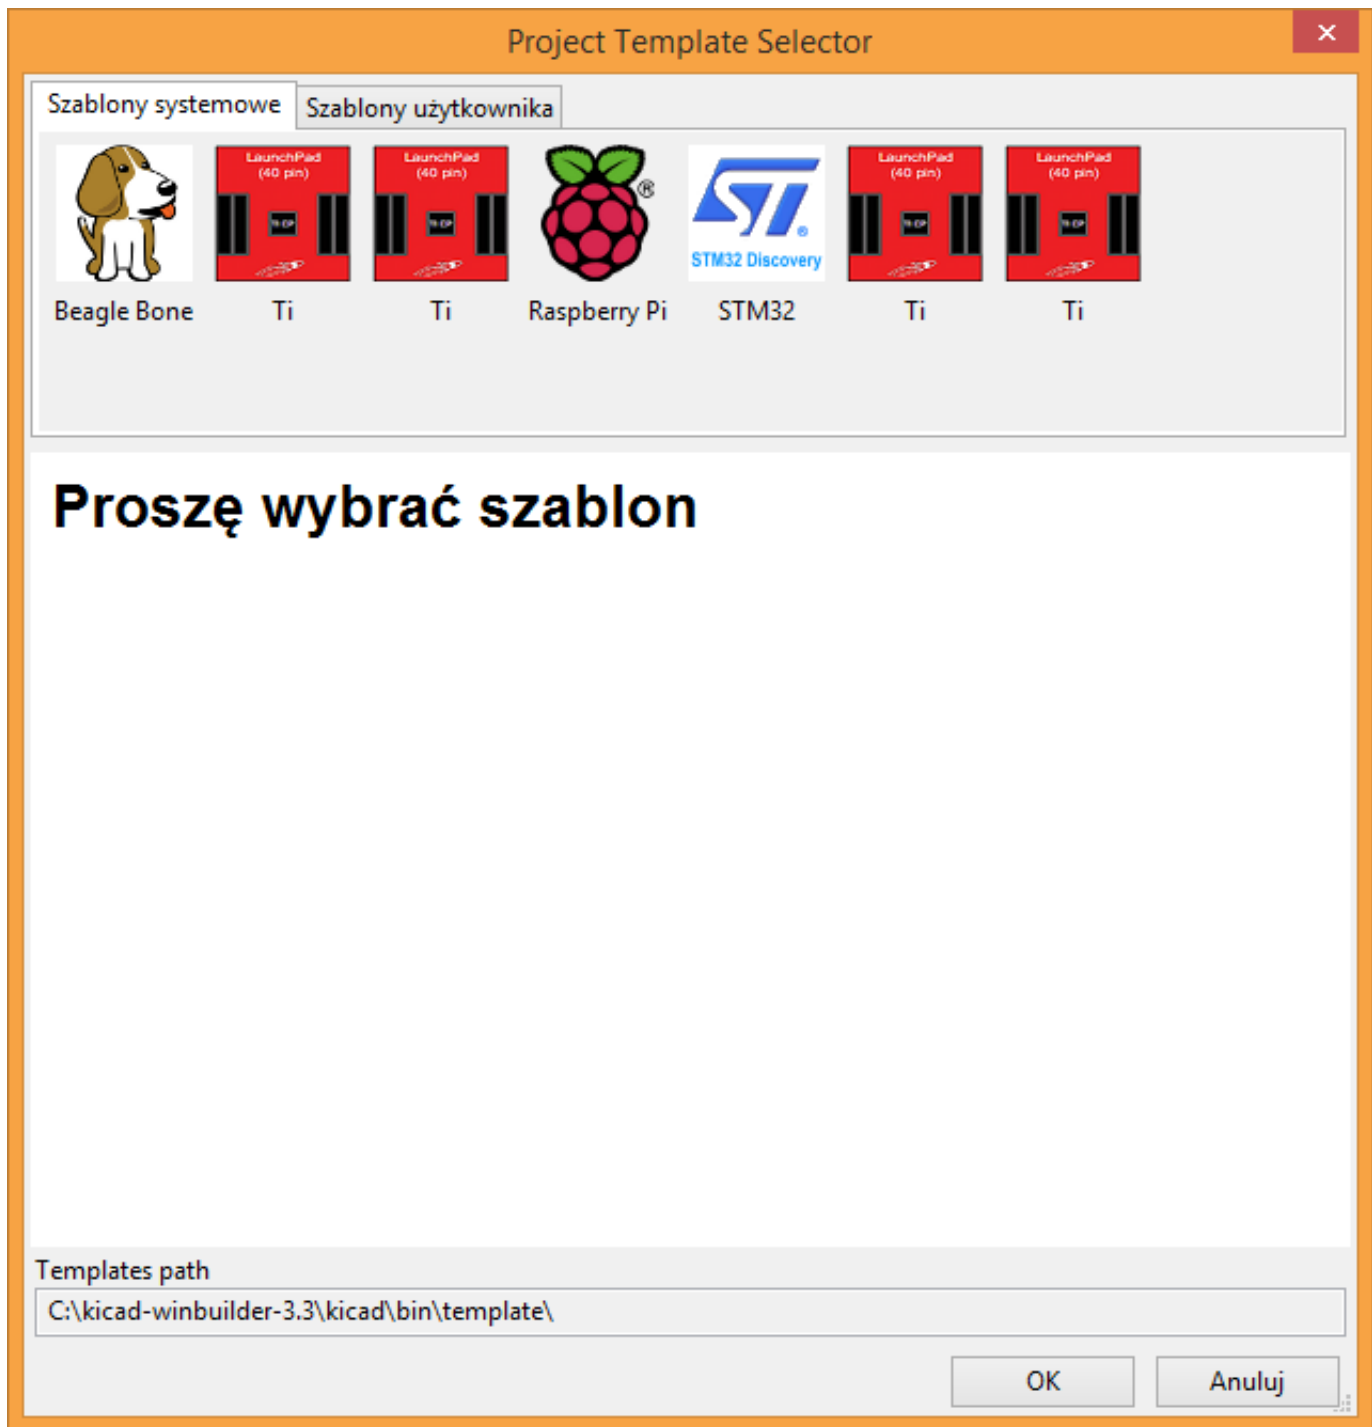 Project Template Selector
Szablony systemowe
Szablony użytkownika
LaunchPad
(40 pin)
LaunchPad
(40 pin)
®
ST
STM32 Discovery
LaunchPad
(40 pin)
LaunchPad
(40 pin)
Beagle Bone
Ti
Ti
Raspberry Pi
STM32
Ti
Ti
Proszę wybrać szablon
Templates path
C:\kicad-winbuilder-3.3\kicad\bin\template\
OK
Anuluj